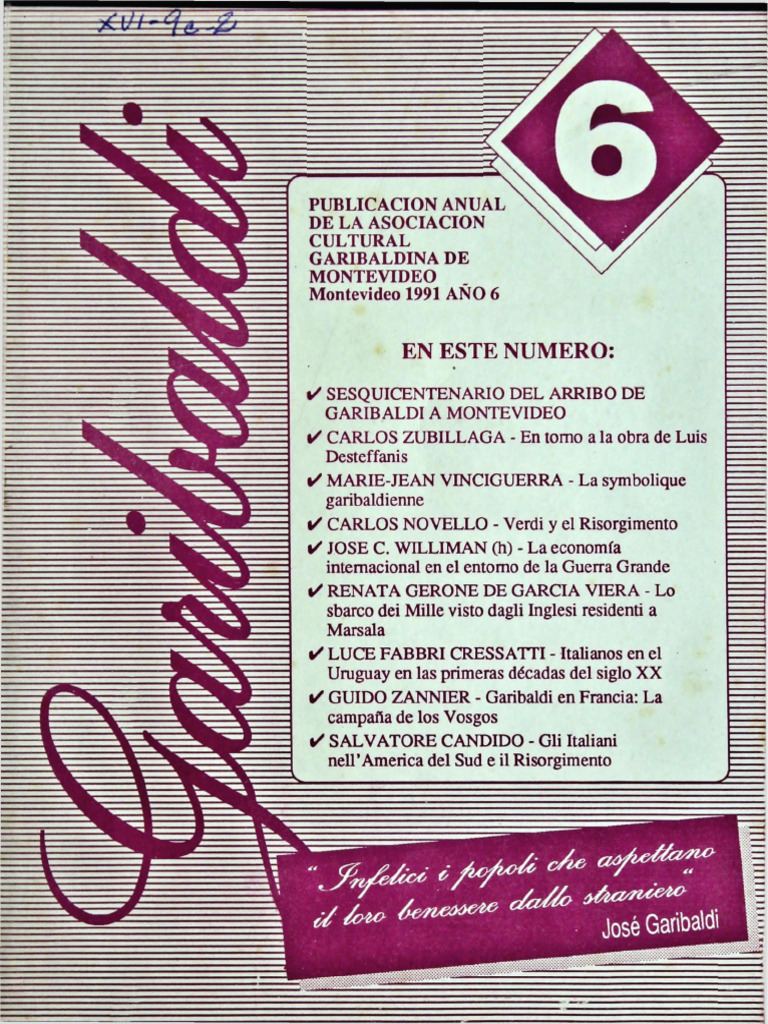 XVI-9c-2
6
Garibaldi
PUBLICACION ANUAL
DE LA ASOCIACION
CULTURAL
GARIBALDINA DE
MONTEVIDEO
Montevideo 1991 AÑO 6
EN ESTE NUMERO:
✔ SESQUICENTENARIO DEL ARRIBO DE
GARIBALDI A MONTEVIDEO
✔ CARLOS ZUBILLAGA - En torno a la obra de Luis
Desteffanis
✔ MARIE-JEAN VINCIGUERRA - La symbolique
garibaldienne
✔ CARLOS NOVELLO - Verdi y el Risorgimento
✔ JOSE C. WILLIMAN (h) - La economía
internacional en el entorno de la Guerra Grande
✔ RENATA GERONE DE GARCIA VIERA - Lo
sbarco dei Mille visto dagli Inglesi residenti a
Marsala
✔ LUCE FABBRI CRESSATTI - Italianos en el
Uruguay en las primeras décadas del siglo XX
✔ GUIDO ZANNIER - Garibaldi en Francia: La
campaña de los Vosgos
✔ SALVATORE CANDIDO - Gli Italiani
nell'America del Sud e il Risorgimento
"Infelici i popoli che aspettano
il loro benessere dallo straniero"
José Garibaldi